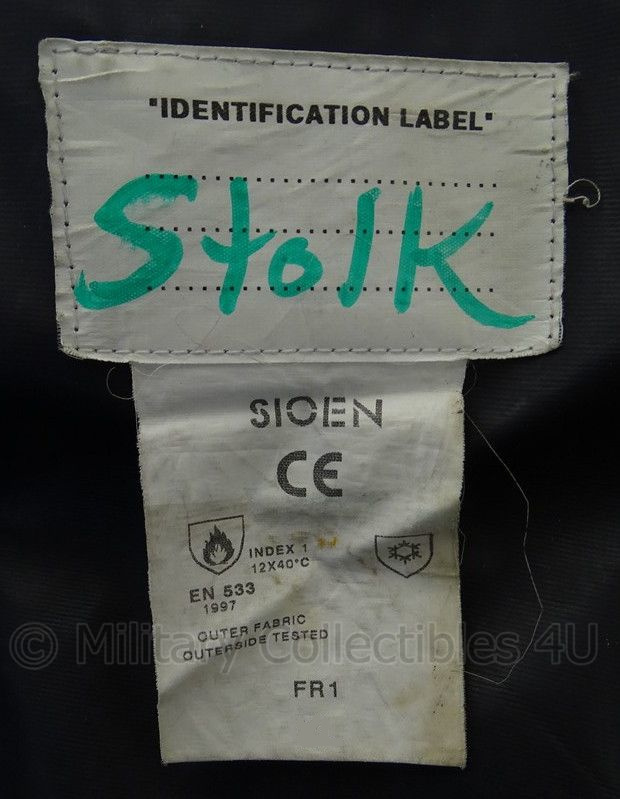 "IDENTIFICATION LABEL"
Stolk
SIOEN
CE
INDEX 1
12X40°C
EN 533
1997
OUTER FABRIC
OUTERSIDE TESTED
© Military Collectibles 4U ©
FR1